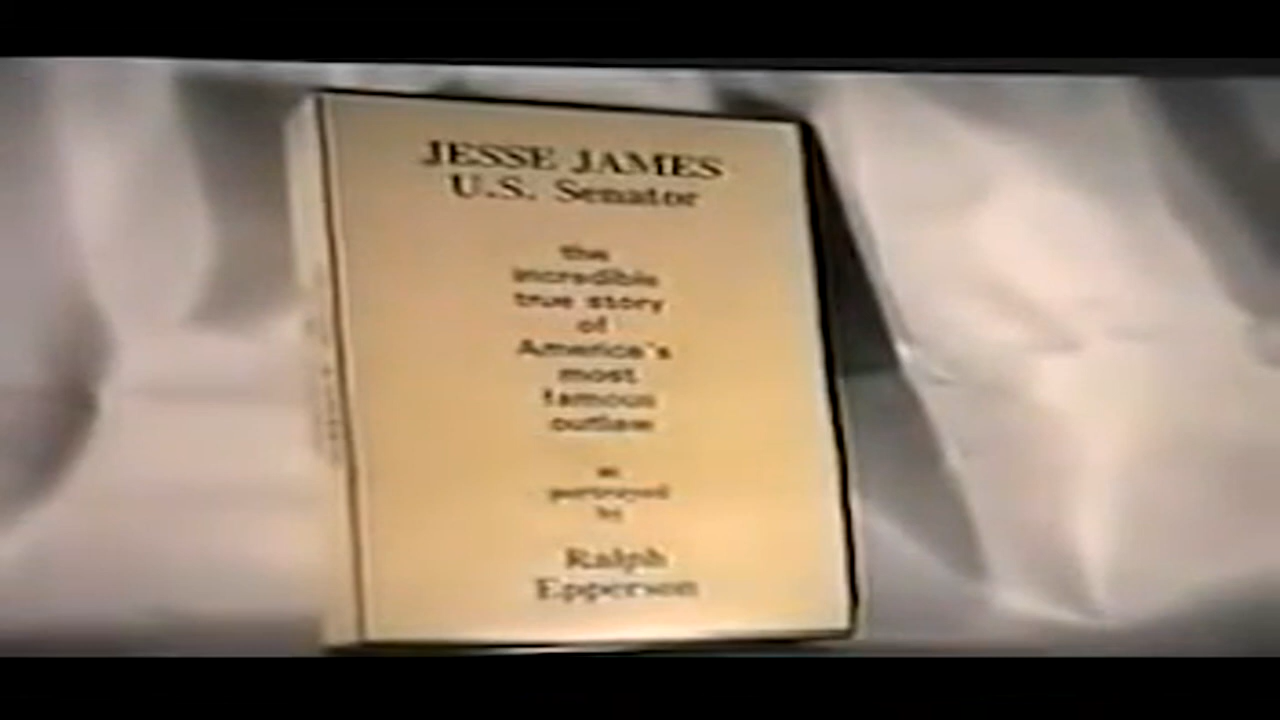 JESSE JAMES
U.S. Senator
the
incredible
true story
of
America's
most
famous
outlaw
as
portrayed
by
Ralph
Epperson